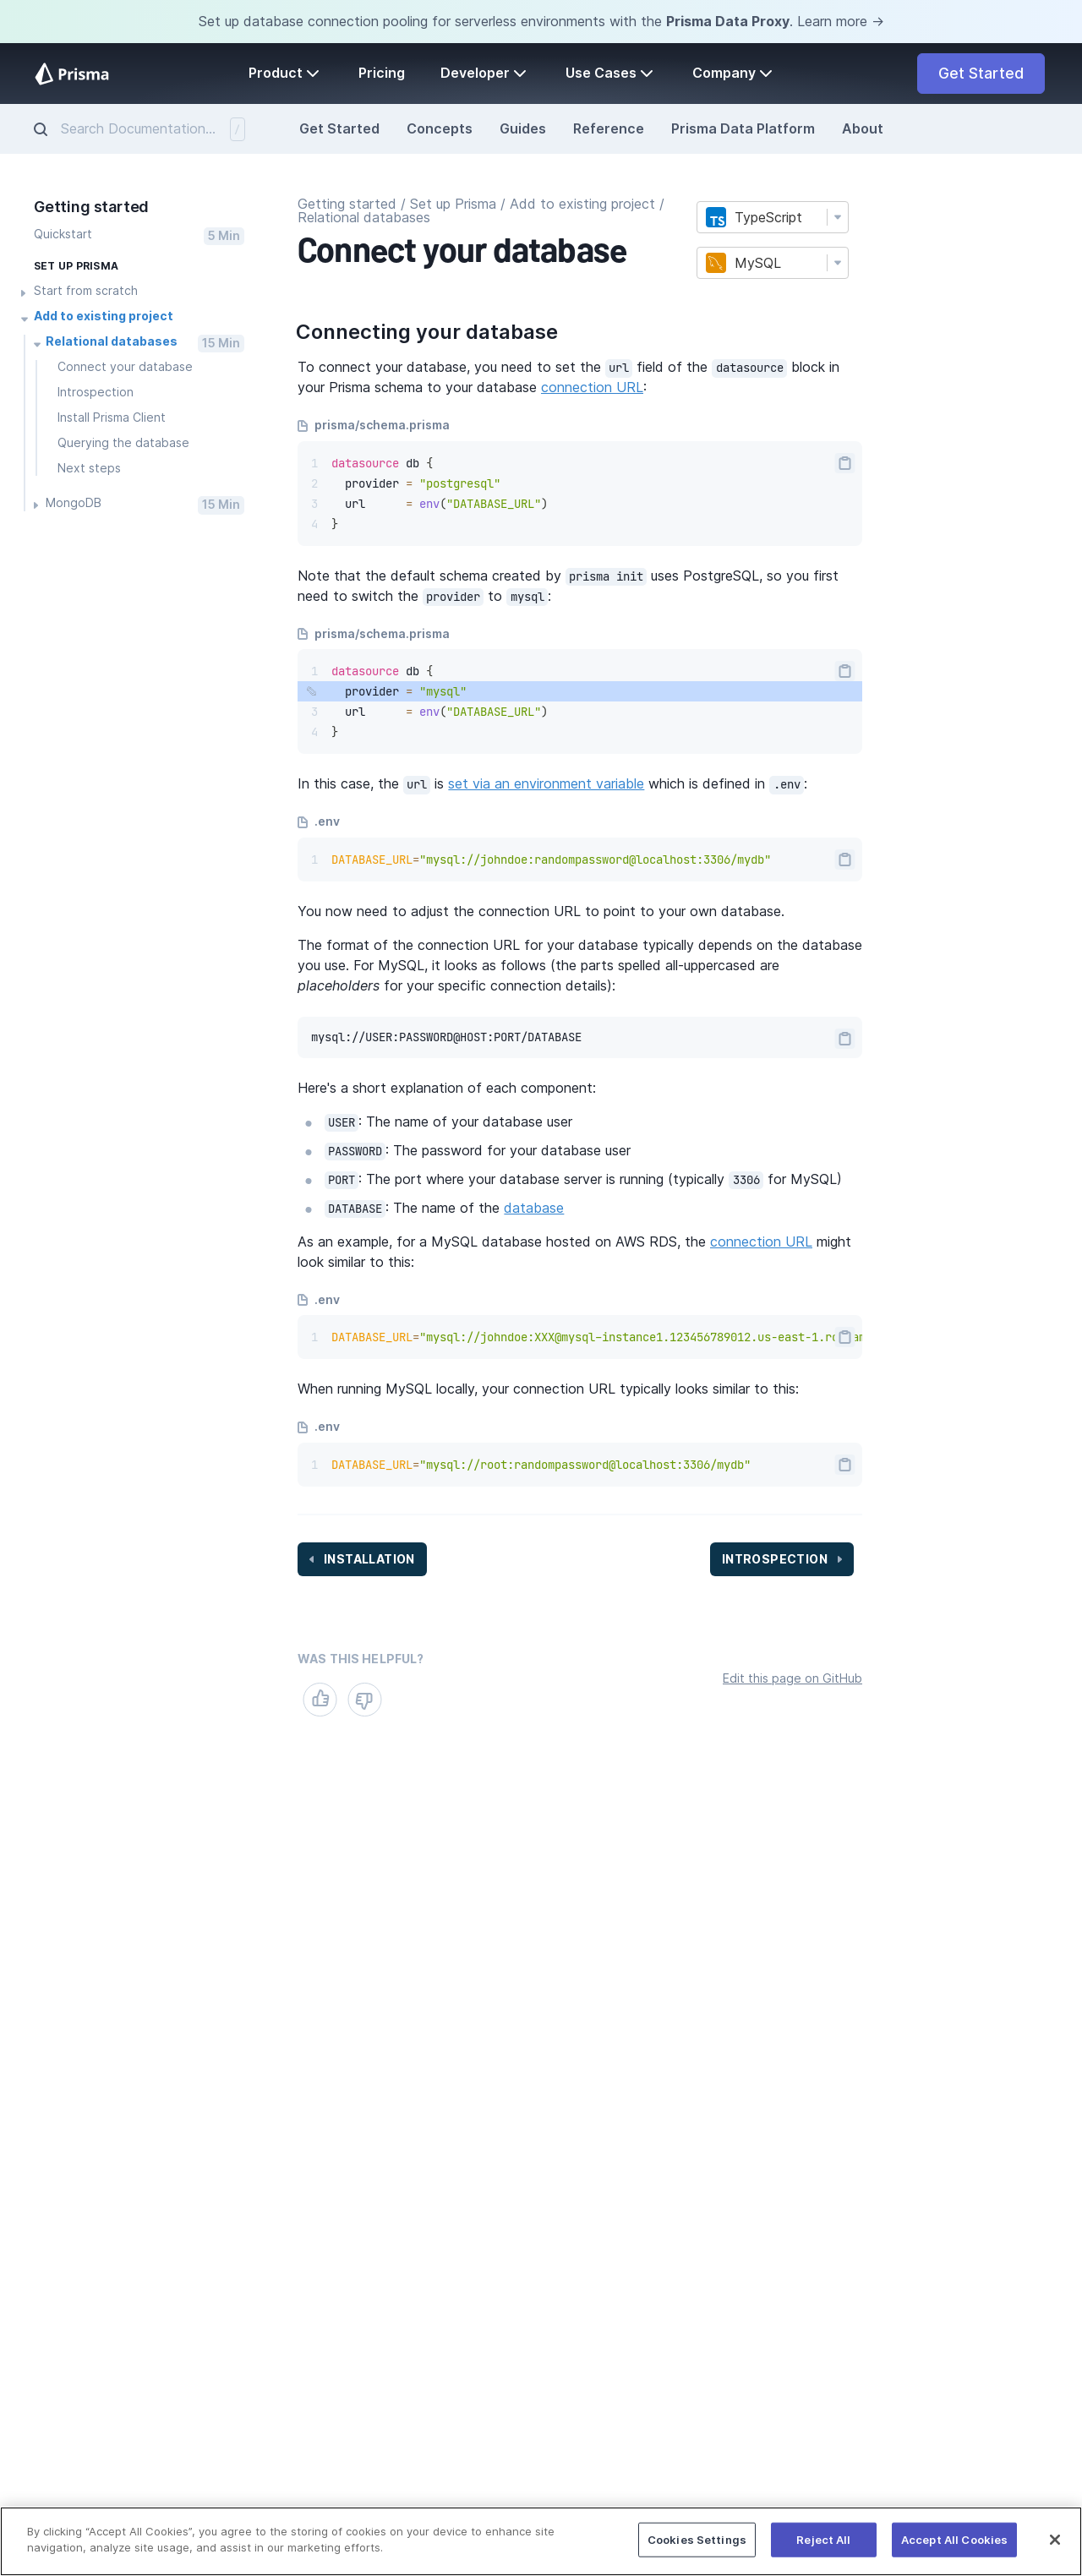 Set up database connection pooling for serverless environments with the Prisma Data Proxy. Learn more →
Prisma
Product
Pricing
Developer
Use Cases
Company
Get Started
Search Documentation... /
Get Started
Concepts
Guides
Reference
Prisma Data Platform
About
Getting started
Quickstart 5 Min
SET UP PRISMA
Start from scratch
Add to existing project
Relational databases 15 Min
Connect your database
Introspection
Install Prisma Client
Querying the database
Next steps
MongoDB 15 Min
Getting started / Set up Prisma / Add to existing project /
Relational databases
Connect your database
TS TypeScript
MySQL
Connecting your database
To connect your database, you need to set the url field of the datasource block in
your Prisma schema to your database connection URL:
prisma/schema.prisma
1 datasource db {
2   provider = "postgresql"
3   url      = env("DATABASE_URL")
4 }
Note that the default schema created by prisma init uses PostgreSQL, so you first
need to switch the provider to mysql:
prisma/schema.prisma
1 datasource db {
  provider = "mysql"
3   url      = env("DATABASE_URL")
4 }
In this case, the url is set via an environment variable which is defined in .env:
.env
1 DATABASE_URL="mysql://johndoe:randompassword@localhost:3306/mydb"
You now need to adjust the connection URL to point to your own database.
The format of the connection URL for your database typically depends on the database
you use. For MySQL, it looks as follows (the parts spelled all-uppercased are
placeholders for your specific connection details):
mysql://USER:PASSWORD@HOST:PORT/DATABASE
Here's a short explanation of each component:
USER: The name of your database user
PASSWORD: The password for your database user
PORT: The port where your database server is running (typically 3306 for MySQL)
DATABASE: The name of the database
As an example, for a MySQL database hosted on AWS RDS, the connection URL might
look similar to this:
.env
1 DATABASE_URL="mysql://johndoe:XXX@mysql-instance1.123456789012.us-east-1.r
When running MySQL locally, your connection URL typically looks similar to this:
.env
1 DATABASE_URL="mysql://root:randompassword@localhost:3306/mydb"
INSTALLATION
INTROSPECTION
WAS THIS HELPFUL?
Edit this page on GitHub
By clicking “Accept All Cookies”, you agree to the storing of cookies on your device to enhance site
navigation, analyze site usage, and assist in our marketing efforts.
Cookies Settings
Reject All
Accept All Cookies